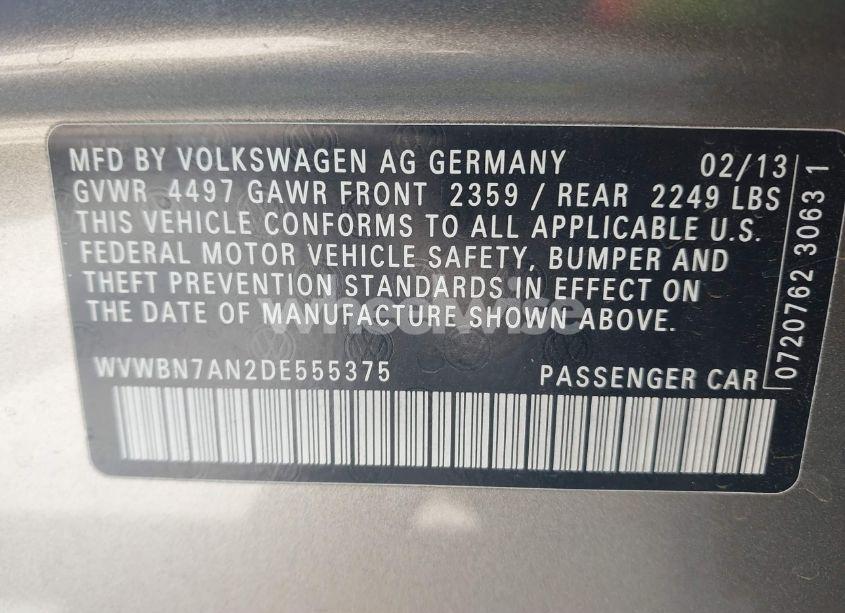 MFD BY VOLKSWAGEN AG GERMANY 02/13
GVWR 4497 GAWR FRONT 2359 / REAR 2249 LBS
THIS VEHICLE CONFORMS TO ALL APPLICABLE U.S.
FEDERAL MOTOR VEHICLE SAFETY, BUMPER AND
THEFT PREVENTION STANDARDS IN EFFECT ON
THE DATE OF MANUFACTURE SHOWN ABOVE.
wheelwise
WVWBN7AN2DE555375 PASSENGER CAR
0720762 3063 1